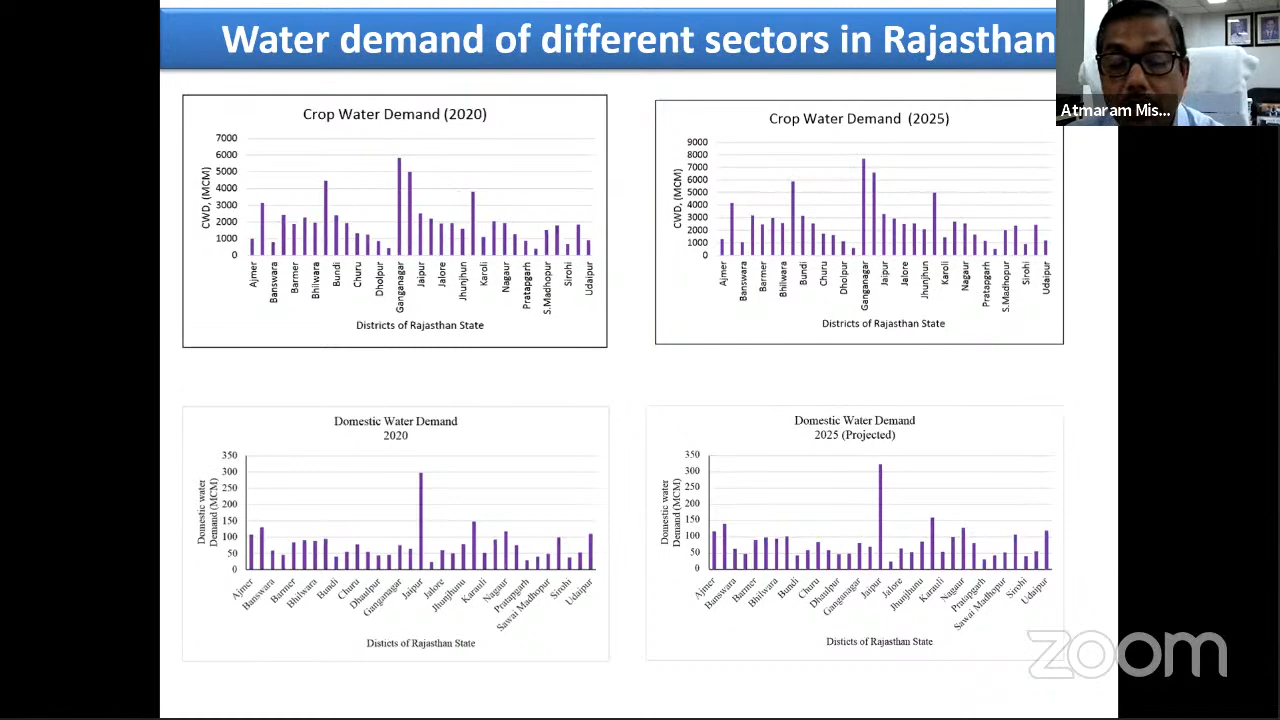 Water demand of different sectors in Rajasthan
Atmaram Mis...
Crop Water Demand (2020)
CWD, (MCM)
7000
6000
5000
4000
3000
2000
1000
0
Ajmer
Banswara
Barmer
Bhilwara
Bundi
Churu
Dholpur
Ganganagar
Jaipur
Jalore
Jhunjhun
Karoli
Nagaur
Pratapgarh
S.Madhopur
Sirohi
Udaipur
Districts of Rajasthan State
Crop Water Demand (2025)
CWD, (MCM)
9000
8000
7000
6000
5000
4000
3000
2000
1000
0
Ajmer
Banswara
Barmer
Bhilwara
Bundi
Churu
Dholpur
Ganganagar
Jaipur
Jalore
Jhunjhun
Karoli
Nagaur
Pratapgarh
S.Madhopur
Sirohi
Udaipur
Districts of Rajasthan State
Domestic Water Demand
2020
Domestic water
Demand (MCM)
350
300
250
200
150
100
50
0
Ajmer
Banswara
Barmer
Bhilwara
Bundi
Churu
Dhaulpur
Ganganagar
Jaipur
Jalore
Jhunjhunu
Karauli
Nagaur
Pratapgarh
Sawai Madhopur
Sirohi
Udaipur
Disticts of Rajasthan State
Domestic Water Demand
2025 (Projected)
Domestic water
Demand (MCM)
350
300
250
200
150
100
50
0
Ajmer
Banswara
Barmer
Bhilwara
Bundi
Churu
Dhaulpur
Ganganagar
Jaipur
Jalore
Jhunjhunu
Karauli
Nagaur
Pratapgarh
Sawai Madhopur
Sirohi
Udaipur
Disticts of Rajasthan State
zoom